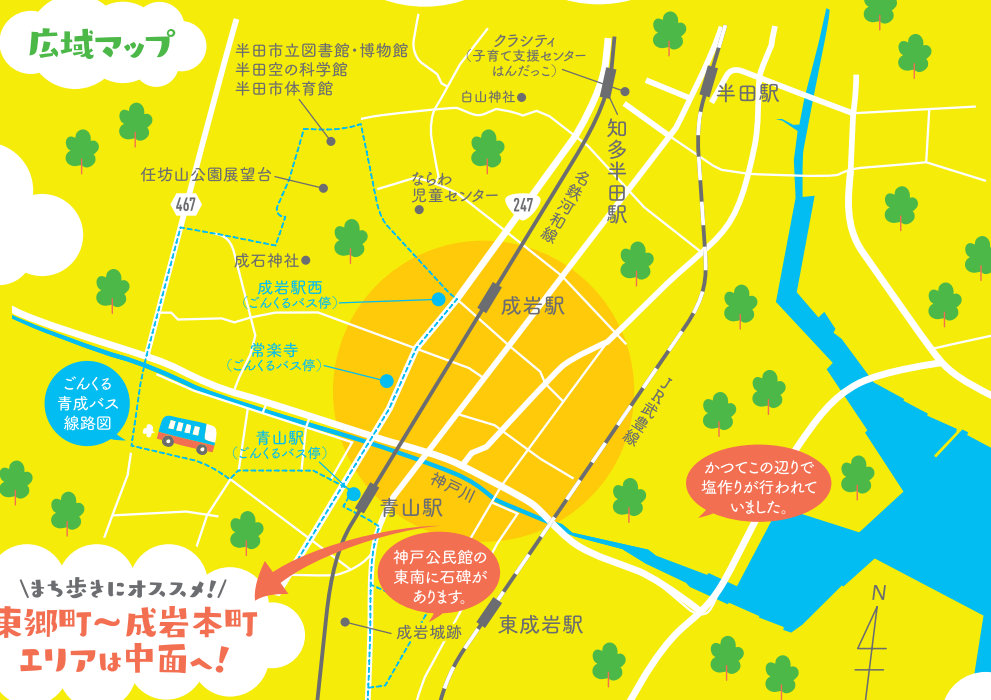 広域マップ
半田市立図書館・博物館
半田空の科学館
半田市体育館
クラシティ
（子育て支援センター
はんだっこ）
白山神社
半田駅
知多半田駅
任坊山公園展望台
ならわ
児童センター
名鉄河和線
467
247
成石神社
成岩駅西
（ごんくるバス停）
成岩駅
常楽寺
（ごんくるバス停）
ごんくる
青成バス
線路図
JR武豊線
青山駅
（ごんくるバス停）
神戸川
青山駅
かつてこの辺りで
塩作りが行われて
いました。
神戸公民館の
東南に石碑が
あります。
\まち歩きにオススメ!/
東郷町〜成岩本町
エリアは中面へ!
成岩城跡
東成岩駅
N